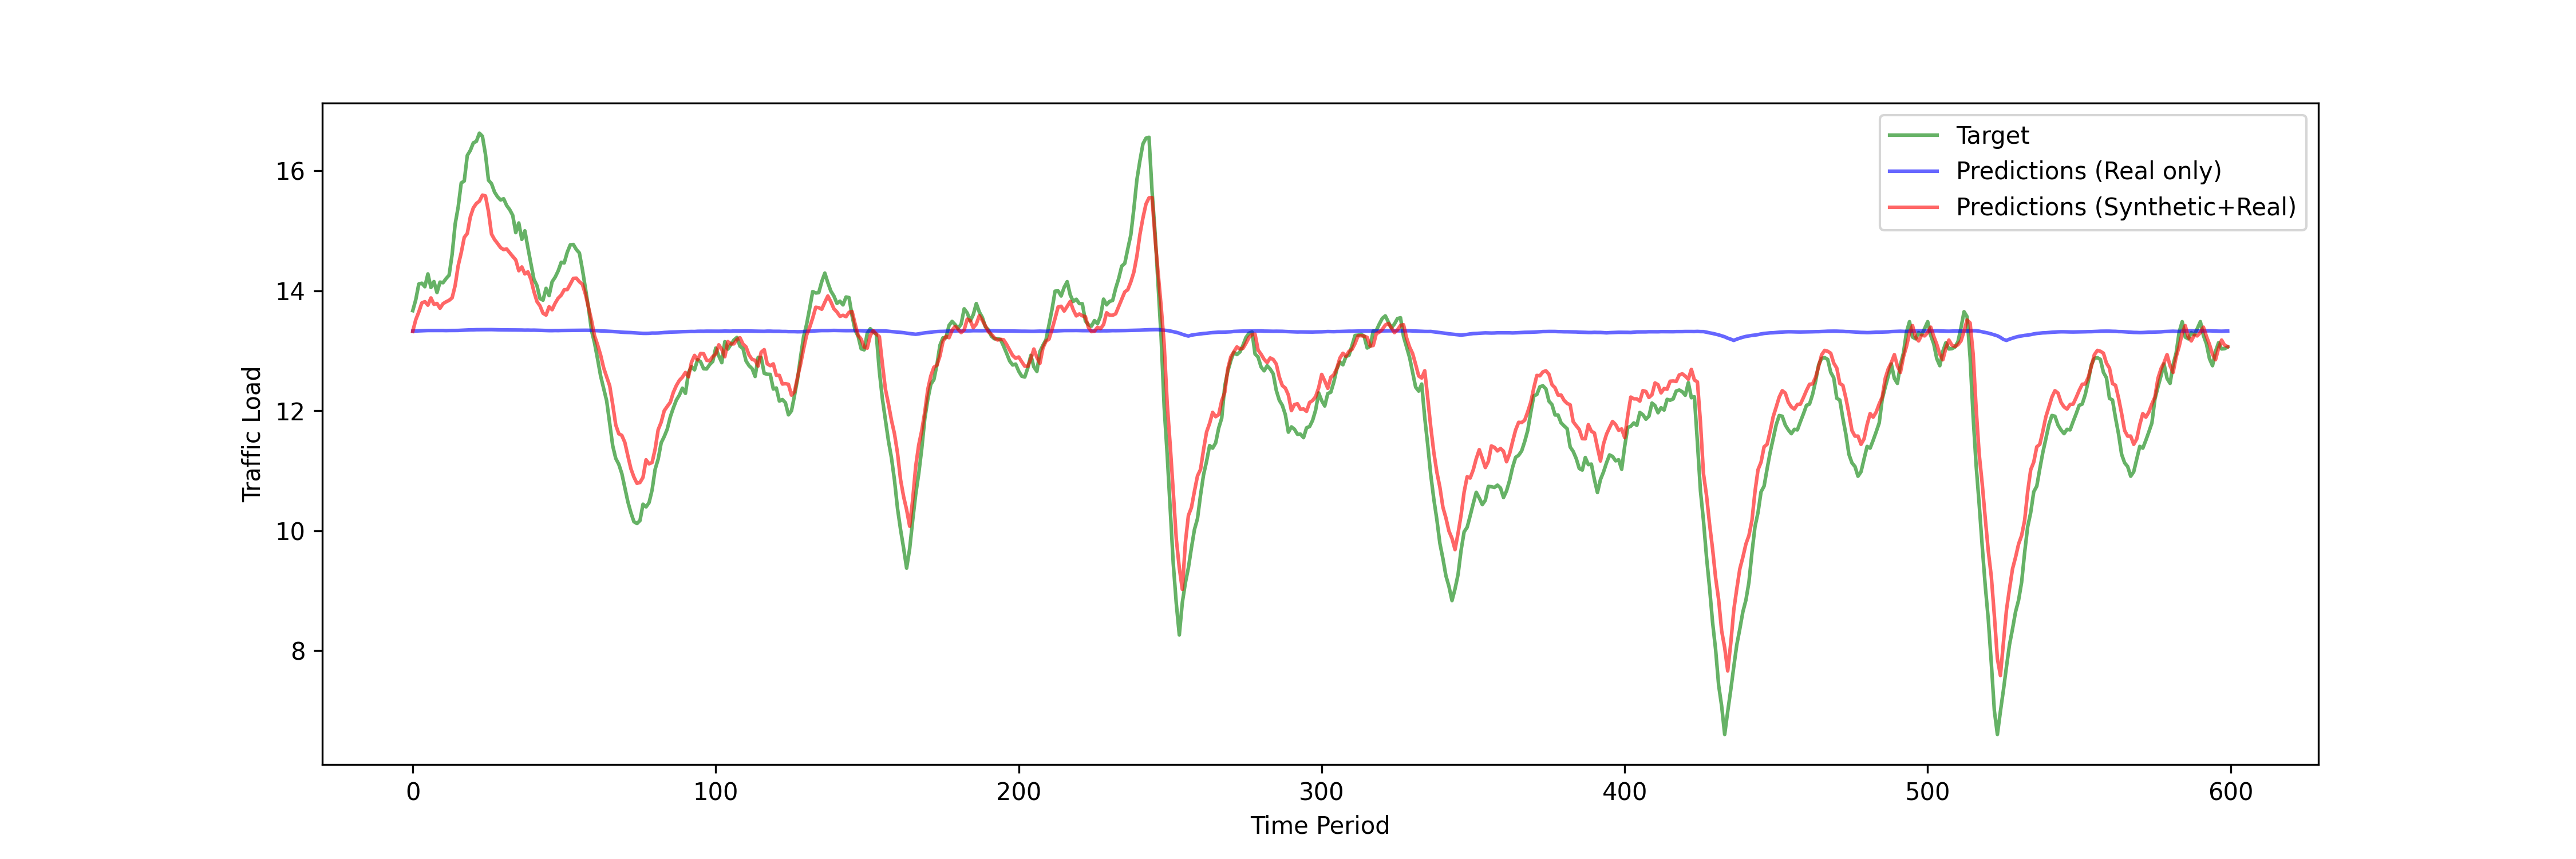 Target
Predictions (Real only)
Predictions (Synthetic+Real)
16
14
12
10
8
Traffic Load
0 100 200 300 400 500 600
Time Period